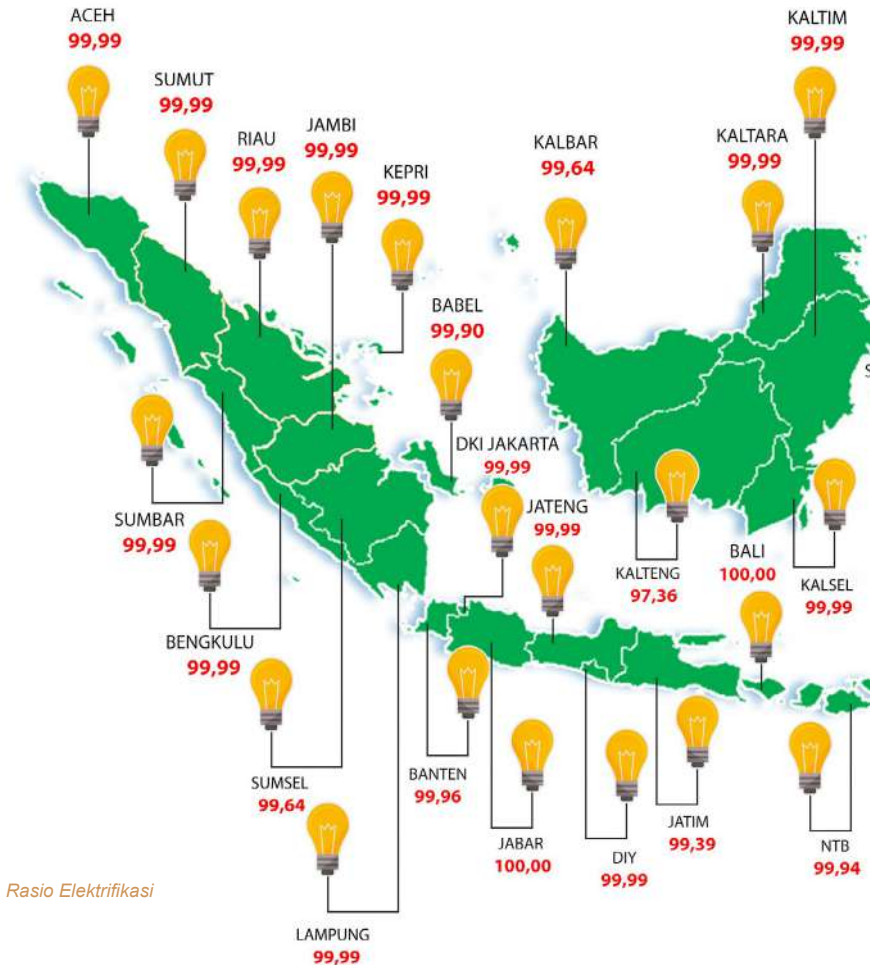 ACEH
99,99
SUMUT
99,99
RIAU
99,99
JAMBI
99,99
KEPRI
99,99
BABEL
99,90
KALBAR
99,64
KALTARA
99,99
KALTIM
99,99
S
SUMBAR
99,99
BENGKULU
99,99
SUMSEL
99,64
LAMPUNG
99,99
DKI JAKARTA
99,99
JATENG
99,99
BANTEN
99,96
JABAR
100,00
DIY
99,99
JATIM
99,39
KALTENG
97,36
BALI
100,00
KALSEL
99,99
NTB
99,94
Rasio Elektrifikasi